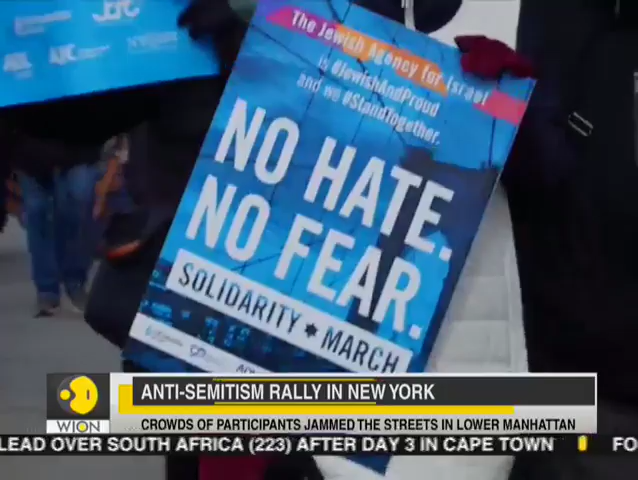 The Jewish Agency for Israel
is #JewishAndProud
and we #StandTogether.
NO HATE.
NO FEAR.
SOLIDARITY ✶ MARCH
WION
ANTI-SEMITISM RALLY IN NEW YORK
CROWDS OF PARTICIPANTS JAMMED THE STREETS IN LOWER MANHATTAN
LEAD OVER SOUTH AFRICA (223) AFTER DAY 3 IN CAPE TOWN FO